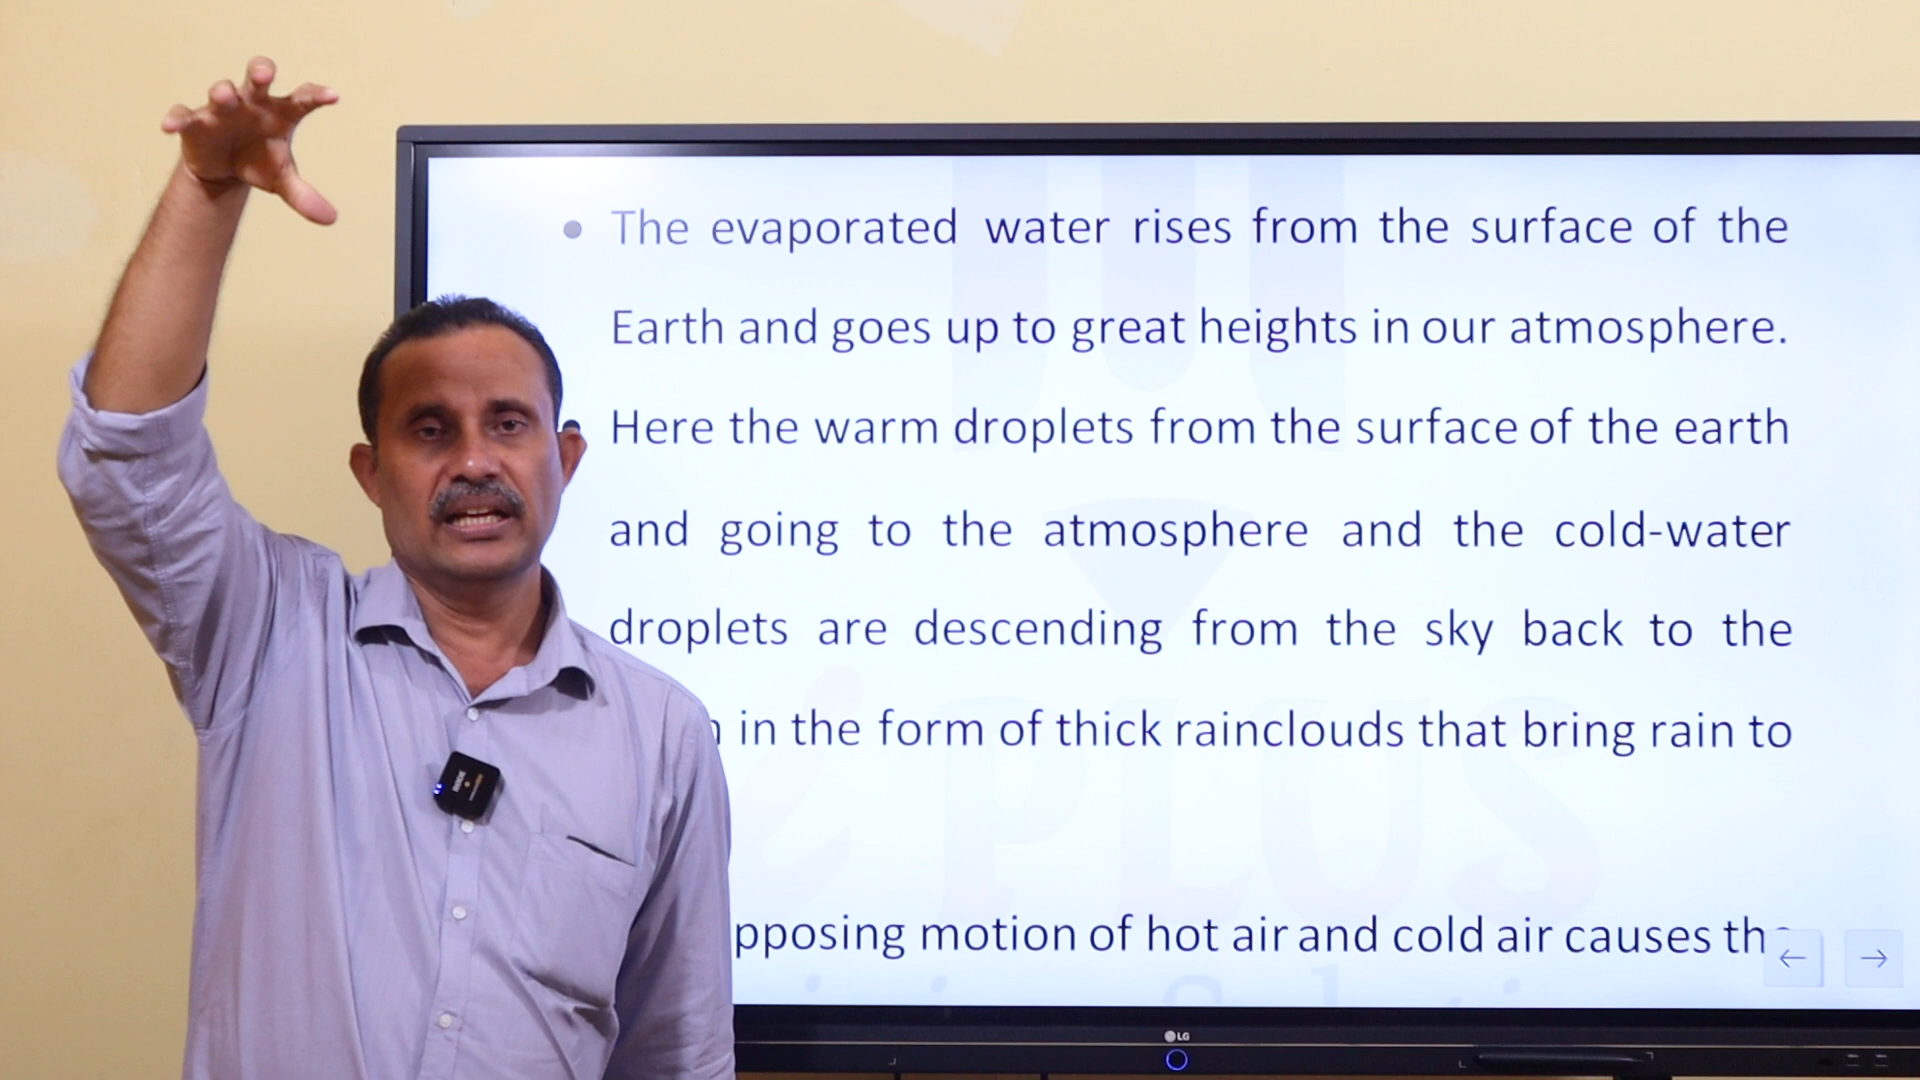 • The evaporated water rises from the surface of the
Earth and goes up to great heights in our atmosphere.
Here the warm droplets from the surface of the earth
and going to the atmosphere and the cold-water
droplets are descending from the sky back to the
in the form of thick rainclouds that bring rain to
pposing motion of hot air and cold air causes
PLUS
LG